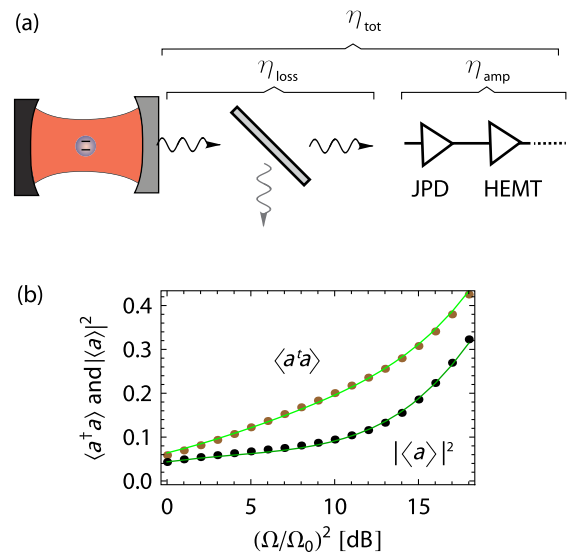 (a)
η_tot
η_loss
η_amp
JPD
HEMT
(b)
⟨a†a⟩ and|⟨a⟩|²
0.4
0.3
0.2
0.1
0.0
⟨aᵗa⟩
|⟨a⟩|²
0 5 10 15
(Ω/Ω₀)² [dB]